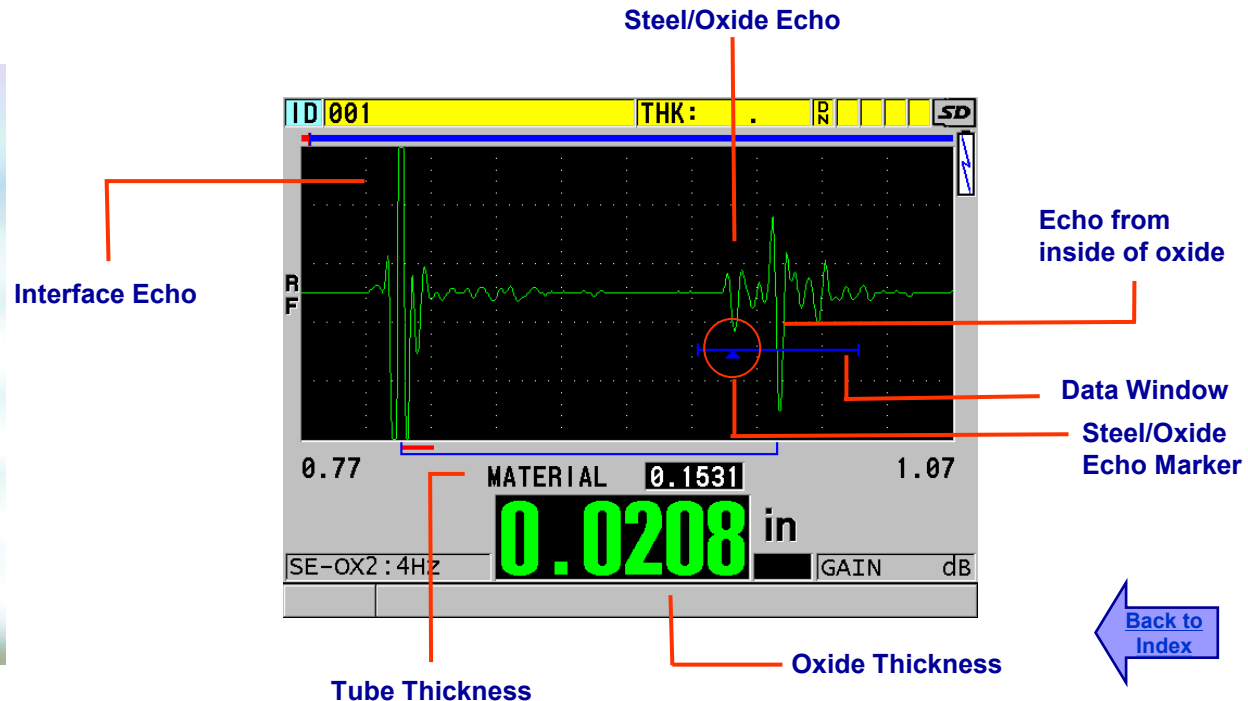 Steel/Oxide Echo
ID 001 THK: . DN SD
Interface Echo
RF
Echo from
inside of oxide
Data Window
Steel/Oxide
Echo Marker
0.77
MATERIAL 0.1531
1.07
0.0208 in
SE-OX2:4Hz
GAIN dB
Back to
Index
Oxide Thickness
Tube Thickness